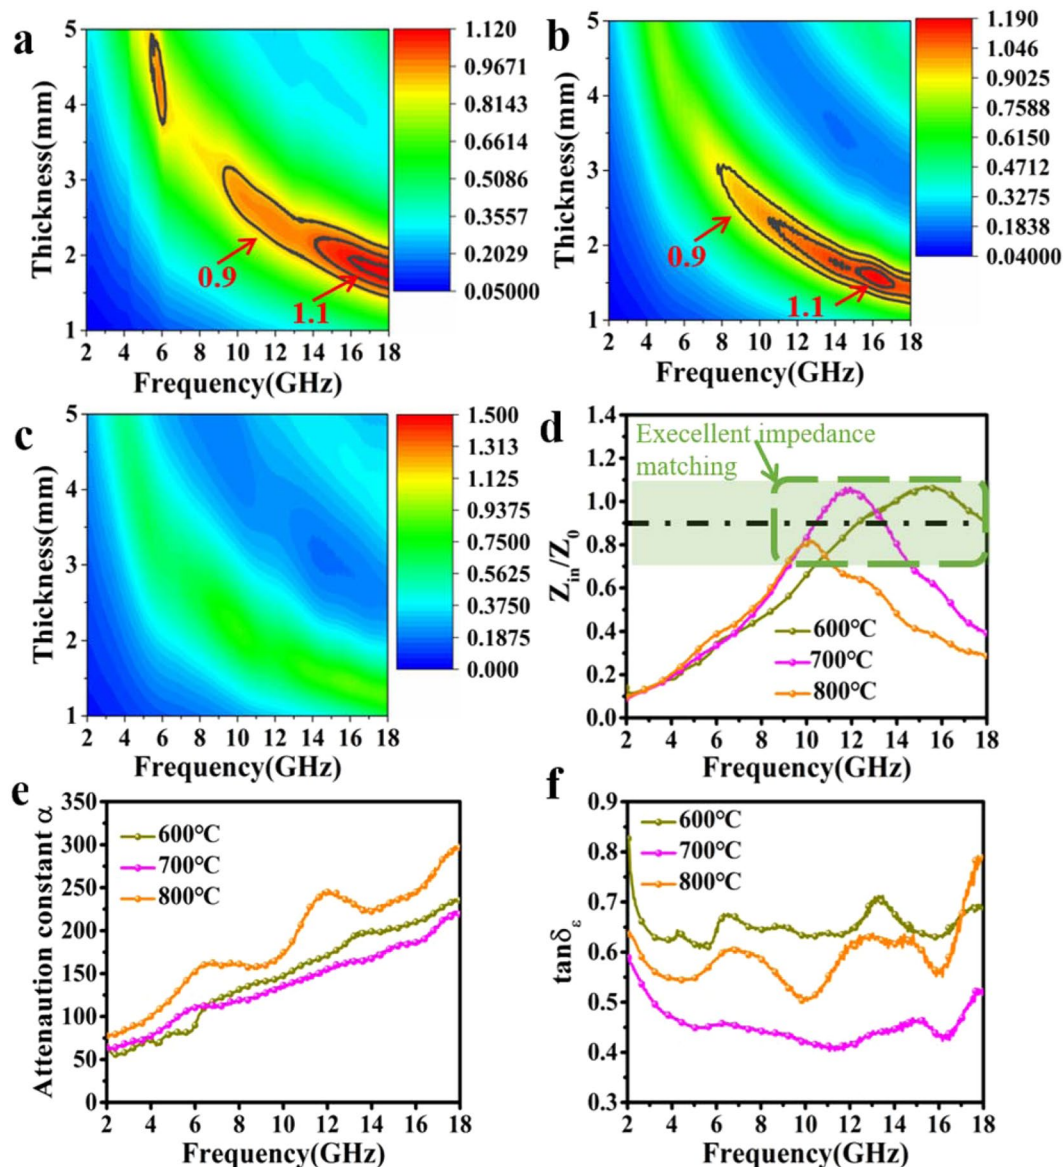 a
Thickness(mm)
5
4
3
2
1
0.9
1.1
2 4 6 8 10 12 14 16 18
Frequency(GHz)
1.120
0.9671
0.8143
0.6614
0.5086
0.3557
0.2029
0.05000
b
Thickness(mm)
5
4
3
2
1
0.9
1.1
2 4 6 8 10 12 14 16 18
Frequency(GHz)
1.190
1.046
0.9025
0.7588
0.6150
0.4712
0.3275
0.1838
0.04000
c
Thickness(mm)
5
4
3
2
1
2 4 6 8 10 12 14 16 18
Frequency(GHz)
1.500
1.313
1.125
0.9375
0.7500
0.5625
0.3750
0.1875
0.000
d
Z_in/Z_0
1.4
1.2
1.0
0.8
0.6
0.4
0.2
0.0
Execellent impedance
matching
600°C
700°C
800°C
2 4 6 8 10 12 14 16 18
Frequency(GHz)
e
Attenaution constant α
350
300
250
200
150
100
50
0
600°C
700°C
800°C
2 4 6 8 10 12 14 16 18
Frequency(GHz)
f
tanδ_ε
0.9
0.8
0.7
0.6
0.5
0.4
0.3
600°C
700°C
800°C
2 4 6 8 10 12 14 16 18
Frequency(GHz)